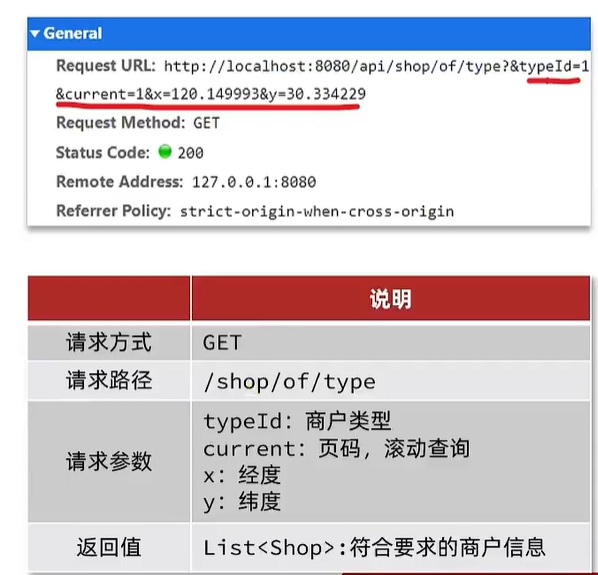 General
Request URL: http://localhost:8080/api/shop/of/type?&typeId=1
&current=1&x=120.149993&y=30.334229
Request Method: GET
Status Code: 200
Remote Address: 127.0.0.1:8080
Referrer Policy: strict-origin-when-cross-origin
说明
请求方式 GET
请求路径 /shop/of/type
请求参数
typeId：商户类型
current：页码，滚动查询
x：经度
y：纬度
返回值 List<Shop>:符合要求的商户信息